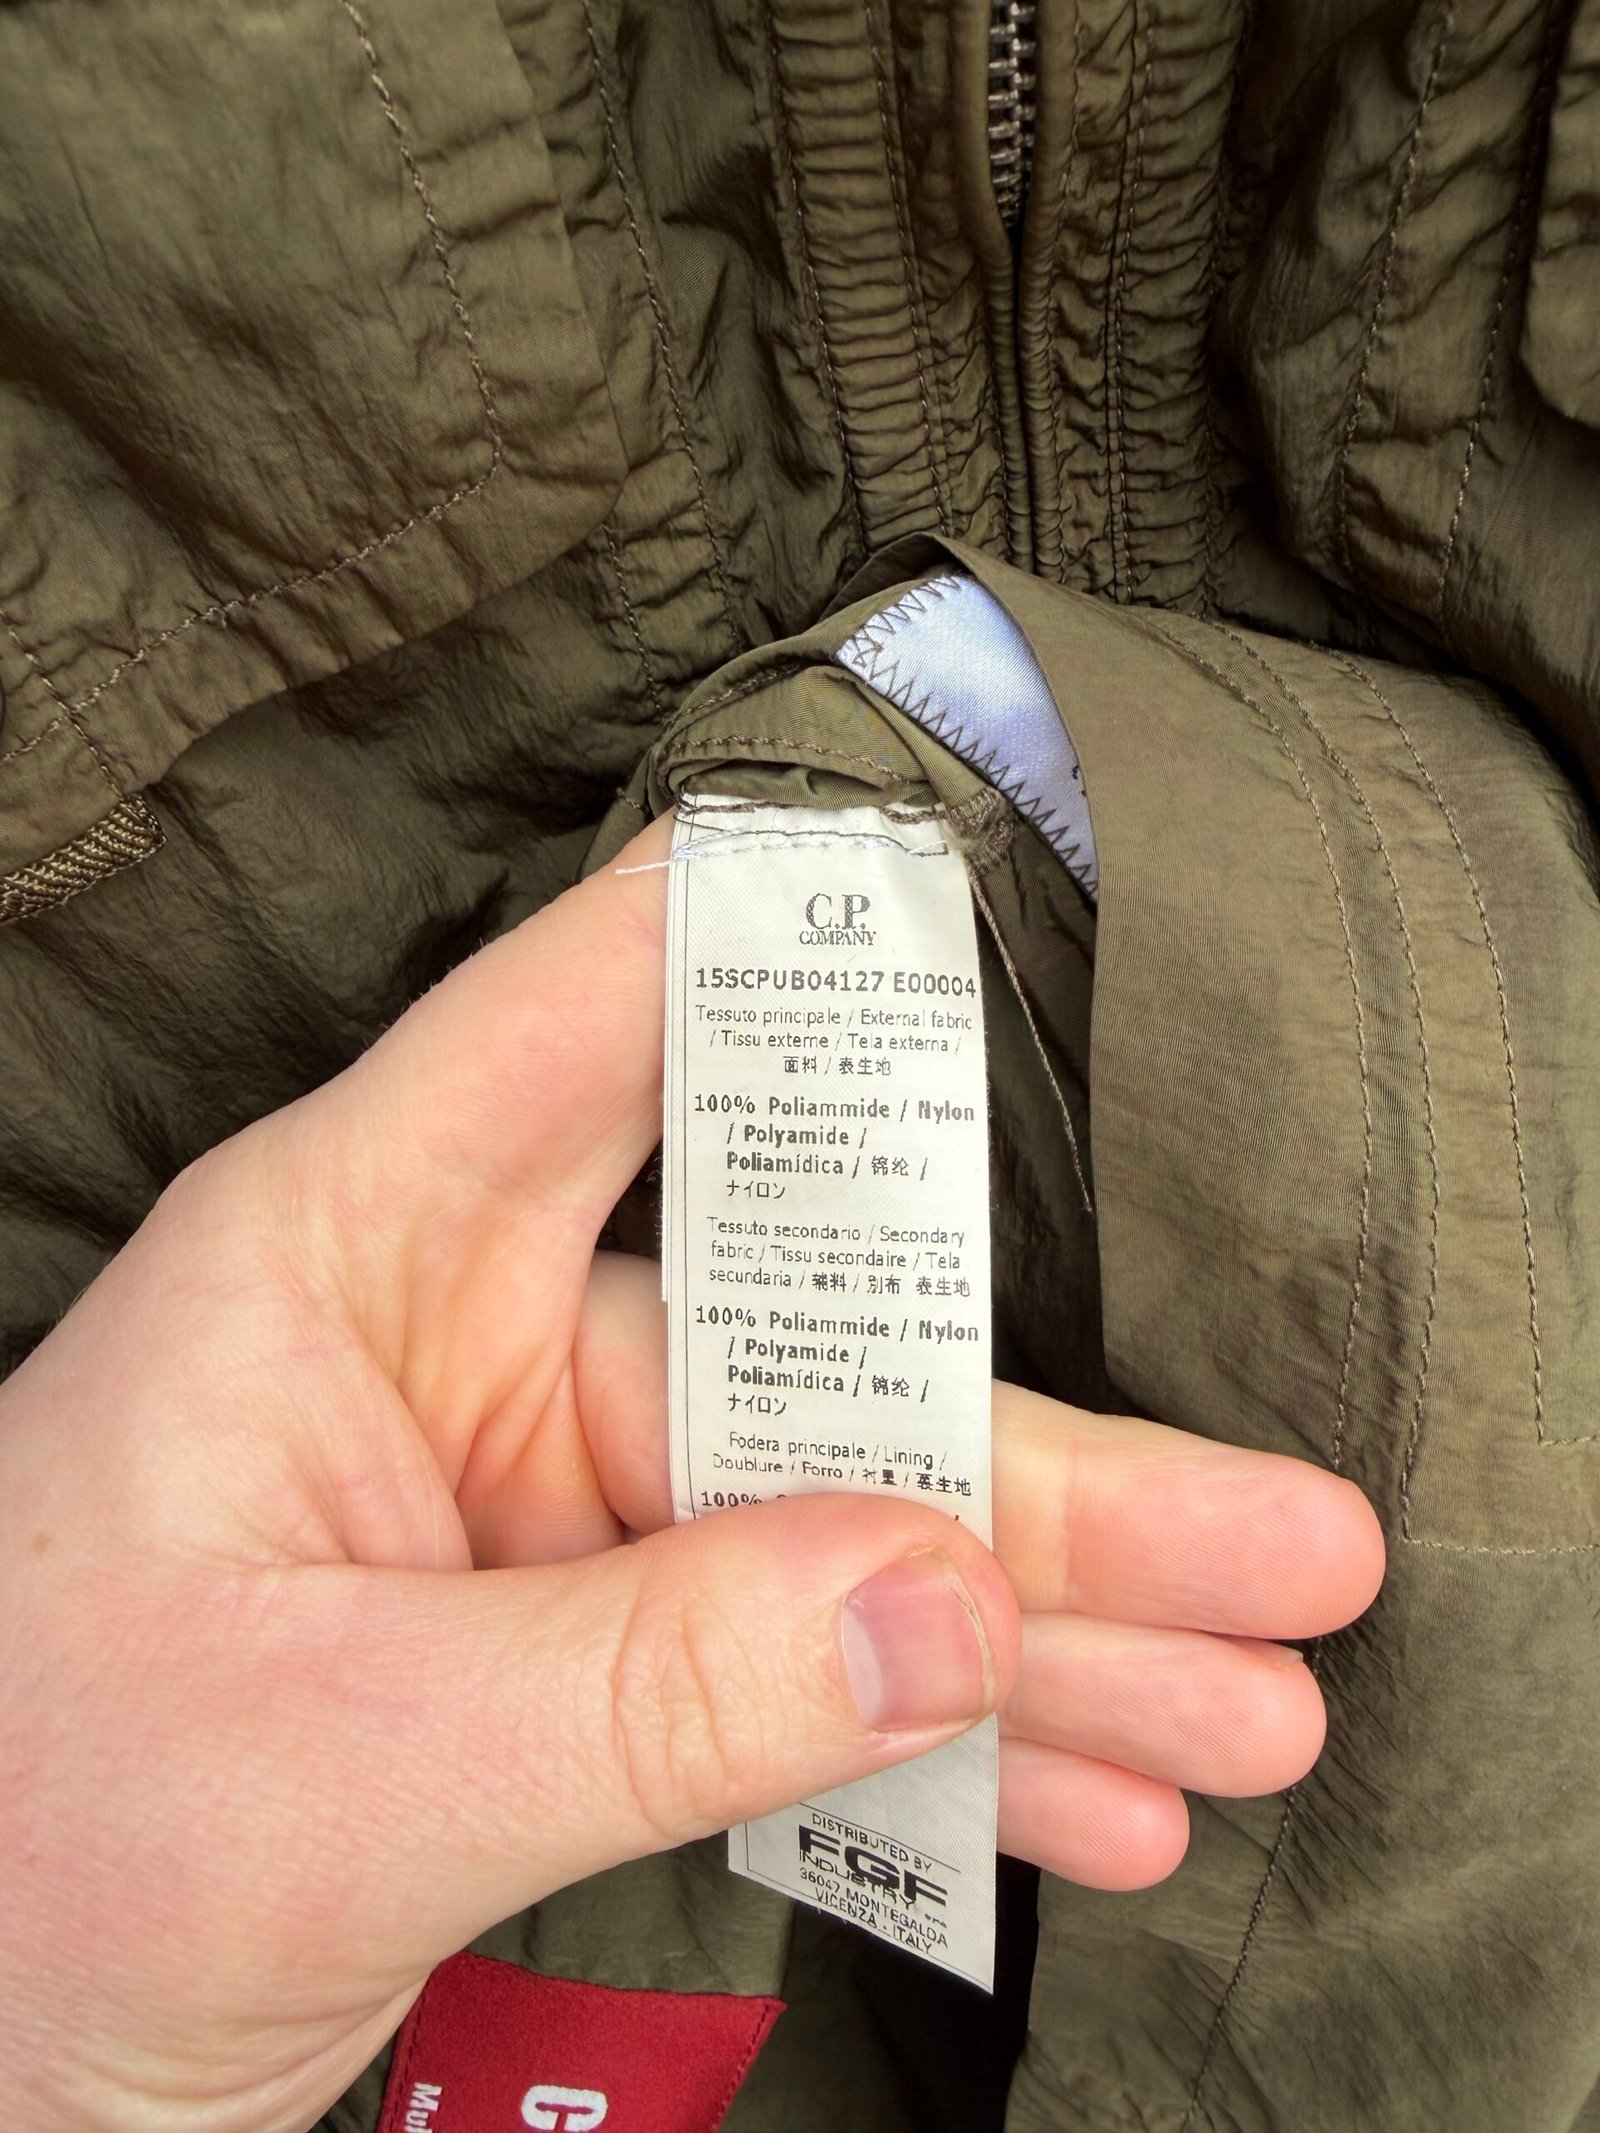 C.P.
COMPANY
15SCPUB04127 E00004
Tessuto principale / External fabric
/ Tissu externe / Tela externa /
面料 / 表生地
100% Poliammide / Nylon
/ Polyamide /
Poliamídica / 锦纶 /
ナイロン
Tessuto secondario / Secondary
fabric / Tissu secondaire / Tela
secundaria / 辅料 / 別布 表生地
100% Poliammide / Nylon
/ Polyamide /
Poliamídica / 锦纶 /
ナイロン
Fodera principale / Lining /
Doublure / Forro / 衬里 / 裏生地
100%
DISTRIBUTED BY
FGF
INDUSTRY
36047 MONTEGALDA
VICENZA - ITALY
C